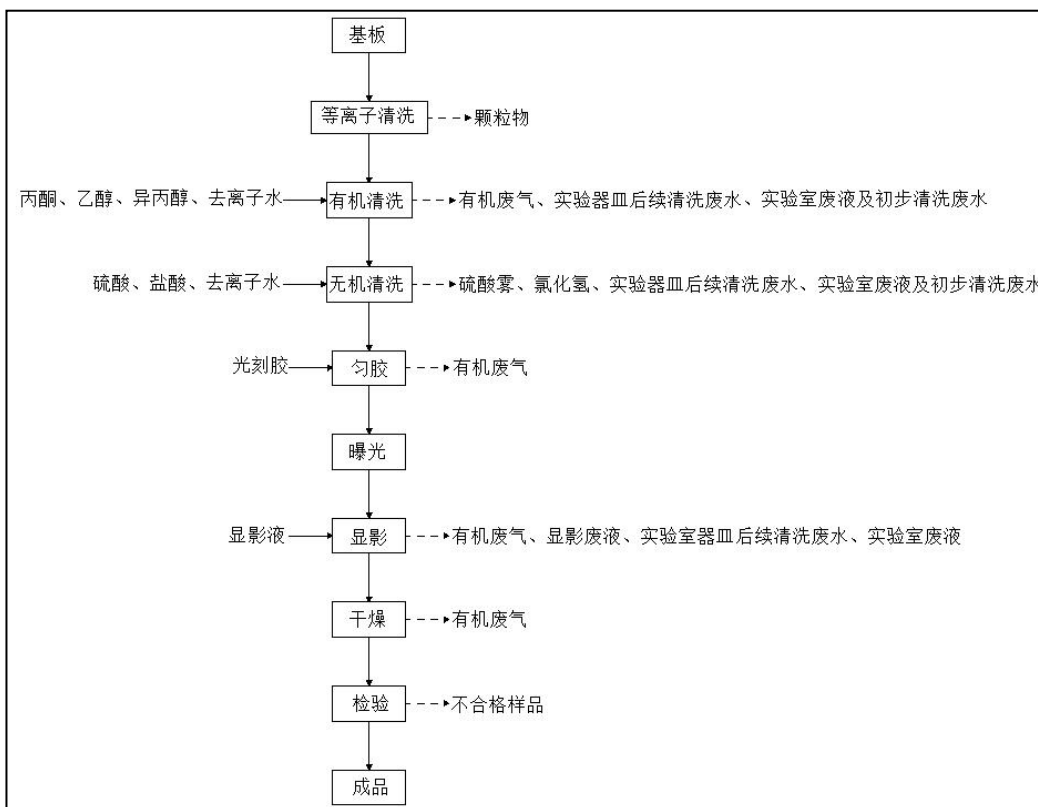 基板
等离子清洗
颗粒物
丙酮、乙醇、异丙醇、去离子水
有机清洗
有机废气、实验器皿后续清洗废水、实验室废液及初步清洗废水
硫酸、盐酸、去离子水
无机清洗
硫酸雾、氯化氢、实验器皿后续清洗废水、实验室废液及初步清洗废水
光刻胶
匀胶
有机废气
曝光
显影液
显影
有机废气、显影废液、实验室器皿后续清洗废水、实验室废液
干燥
有机废气
检验
不合格样品
成品